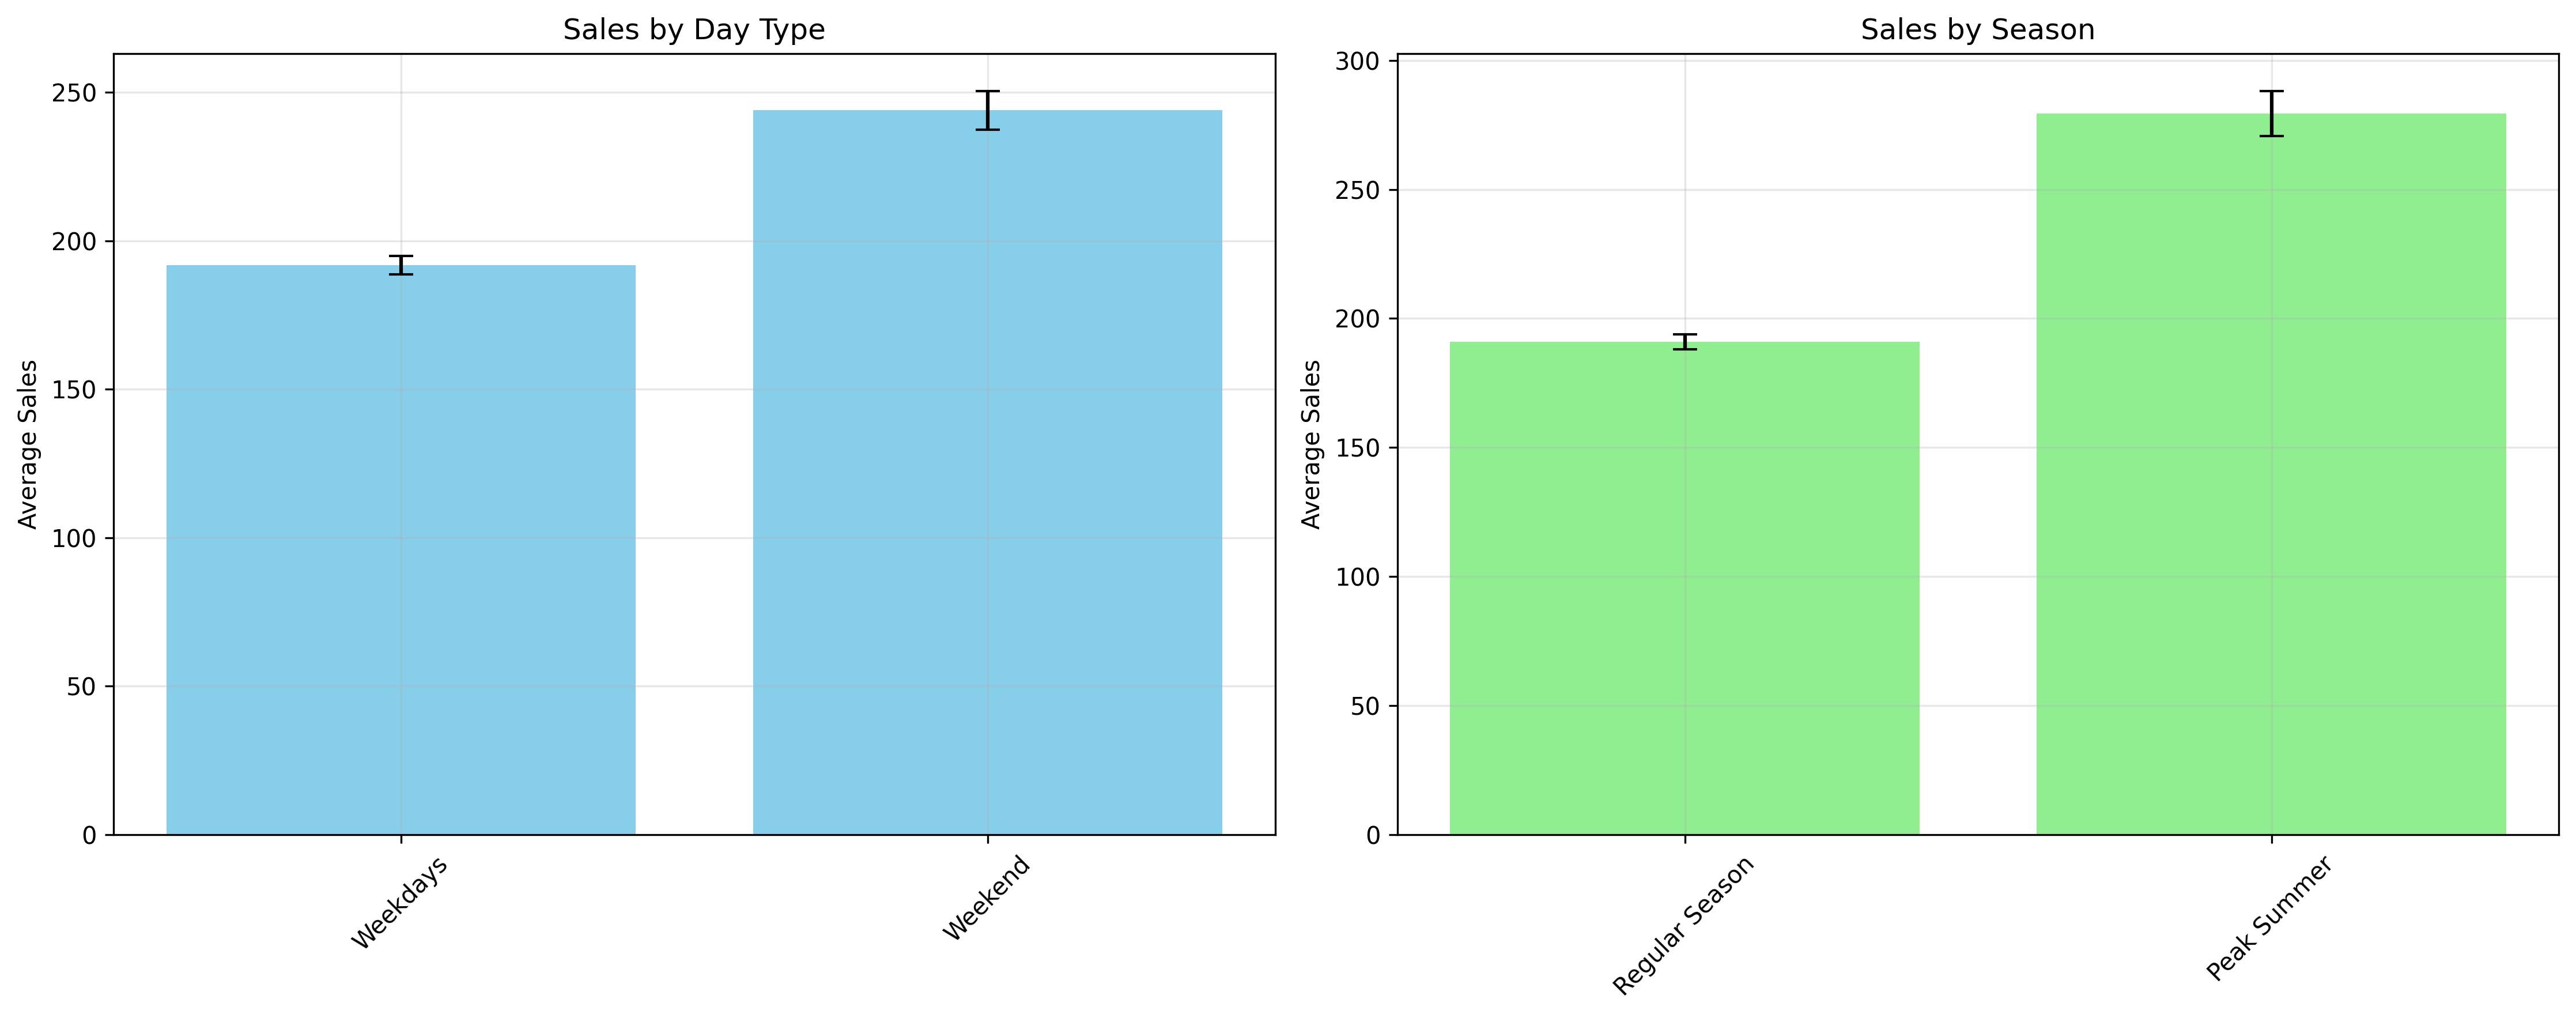 Sales by Day Type
Average Sales
250
200
150
100
50
0
Weekdays
Weekend
Sales by Season
Average Sales
300
250
200
150
100
50
0
Regular Season
Peak Summer